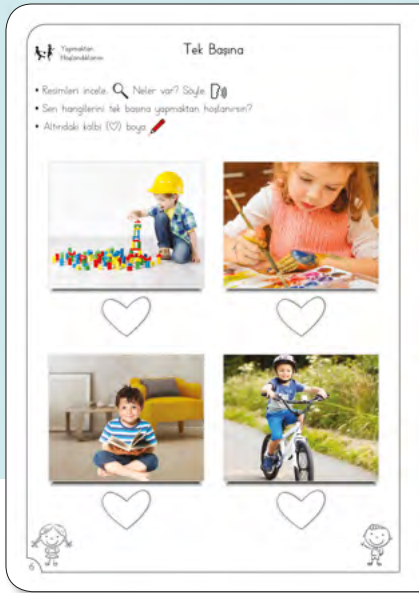 Yapmaktan
Hoşlandıklarım
Tek Başına
• Resimleri incele. Neler var? Söyle.
• Sen hangilerini tek başına yapmaktan hoşlanırsın?
• Altındaki kalbi (♡) boya.
6